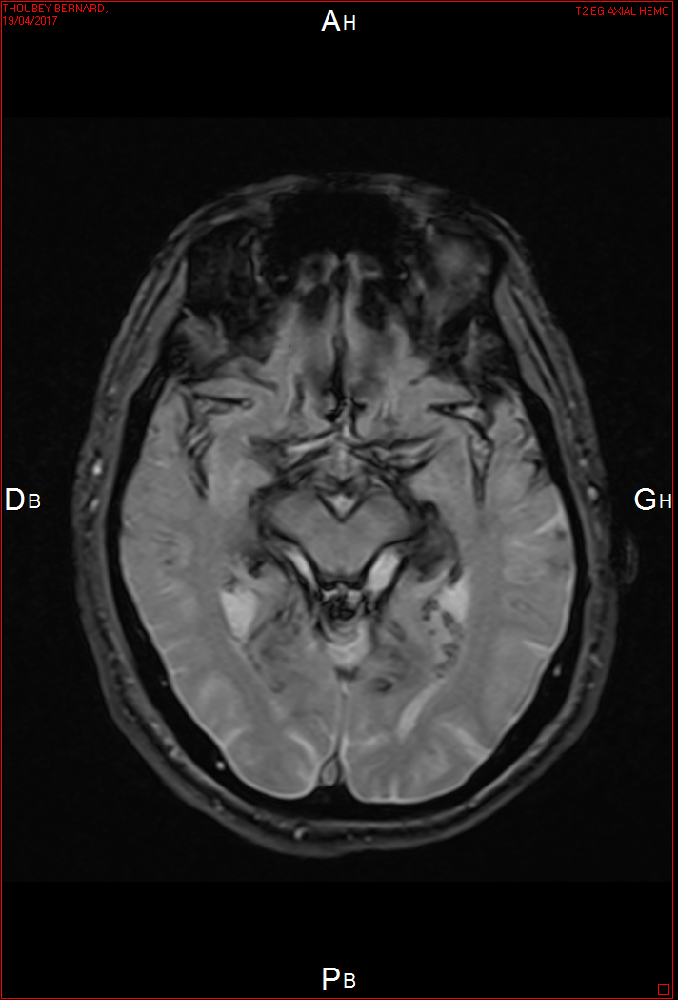 THOUBEY BERNARD.
19/04/2017
T2 EG AXIAL HEMO
AH
DB
GH
PB